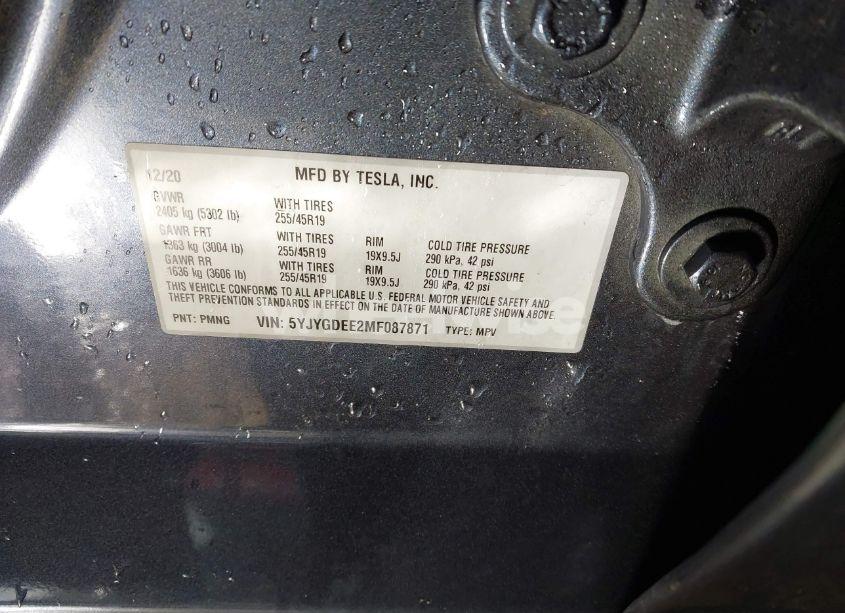 12/20 MFD BY TESLA, INC.
GVWR WITH TIRES
2405 kg (5302 lb) 255/45R19
GAWR FRT WITH TIRES RIM COLD TIRE PRESSURE
1363 kg (3004 lb) 255/45R19 19X9.5J 290 kPa, 42 psi
GAWR RR WITH TIRES RIM COLD TIRE PRESSURE
1636 kg (3606 lb) 255/45R19 19X9.5J 290 kPa, 42 psi
THIS VEHICLE CONFORMS TO ALL APPLICABLE U.S. FEDERAL MOTOR VEHICLE SAFETY AND
THEFT PREVENTION STANDARDS IN EFFECT ON THE DATE OF MANUFACTURE SHOWN ABOVE.
PNT: PMNG VIN: 5YJYGDEE2MF087871 TYPE: MPV